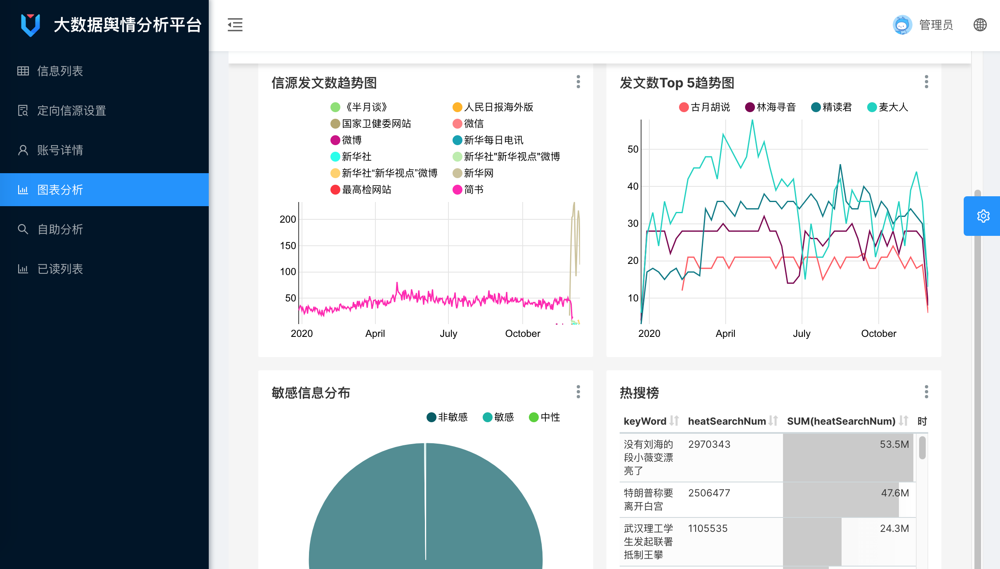 大数据舆情分析平台
管理员
信息列表
定向信源设置
账号详情
图表分析
自助分析
已读列表
信源发文数趋势图
《半月谈》
人民日报海外版
国家卫健委网站
微信
微博
新华每日电讯
新华社
新华社"新华视点"微博
新华社“新华视点”微博
新华网
最高检网站
简书
200
150
100
50
2020
April
July
October
发文数Top 5趋势图
古月胡说
林海寻音
精读君
麦大人
50
40
30
20
10
2020
April
July
October
敏感信息分布
非敏感
敏感
中性
热搜榜
keyWord
heatSearchNum
SUM(heatSearchNum)
时
没有刘海的
段小薇变漂
亮了
2970343
53.5M
特朗普称要
离开白宫
2506477
47.6M
武汉理工学
生发起联署
抵制王攀
1105535
24.3M